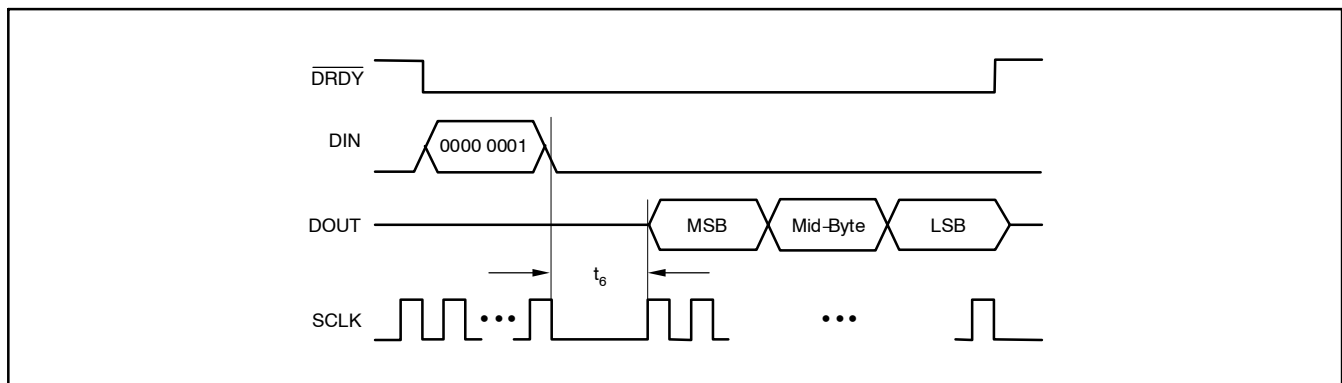 DRDY
DIN
0000 0001
DOUT
MSB
Mid-Byte
LSB
t6
SCLK